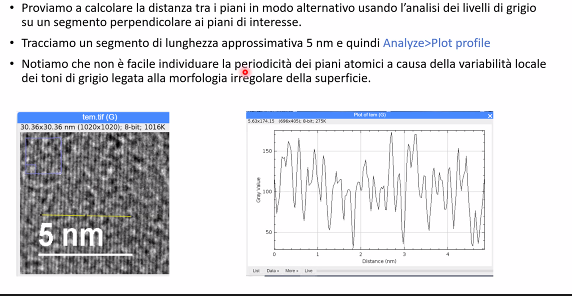 • Proviamo a calcolare la distanza tra i piani in modo alternativo usando l'analisi dei livelli di grigio
su un segmento perpendicolare ai piani di interesse.
• Tracciamo un segmento di lunghezza approssimativa 5 nm e quindi Analyze>Plot profile
• Notiamo che non è facile individuare la periodicità dei piani atomici a causa della variabilità locale
dei toni di grigio legata alla morfologia irregolare della superficie.
tem.tif (G)
30.36x30.36 nm (1020x1020); 8-bit; 1016K
5 nm
Plot of tem (G)
(696x405); 8-bit; 275K
150
100
50
Gray Value
0 1 2 3 4
Distance (nm)
List Data» More» Live